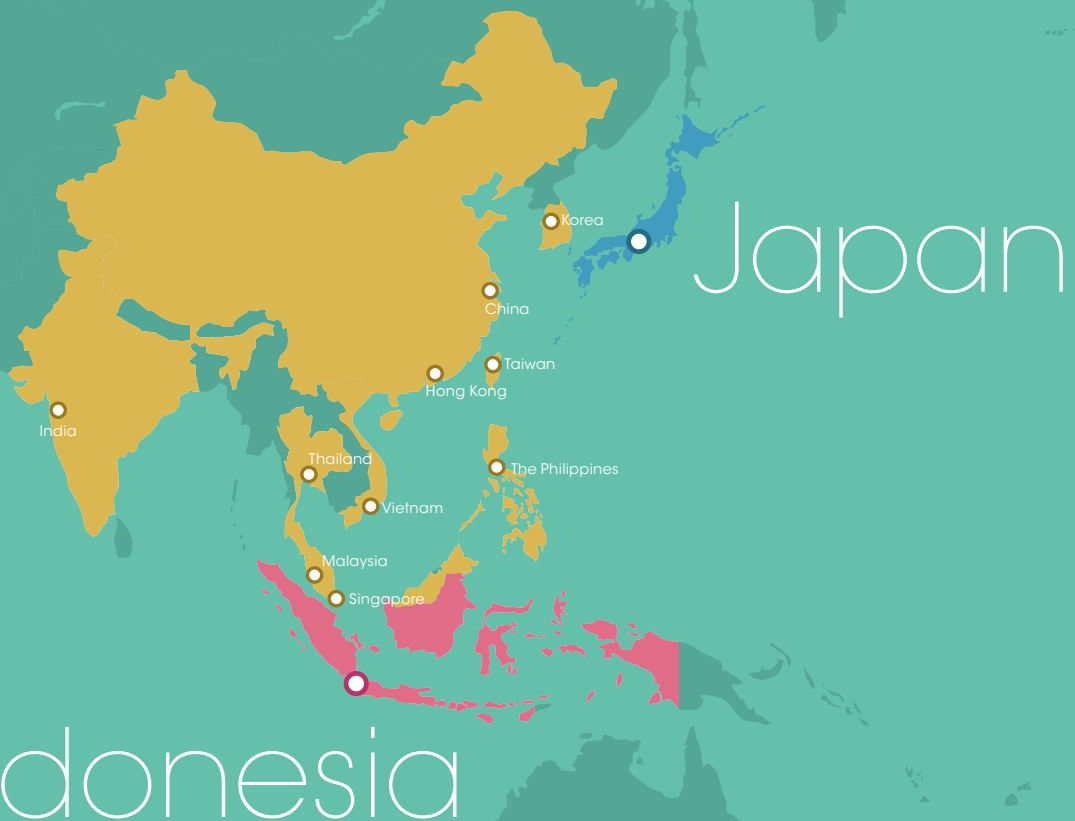 Korea
Japan
China
Taiwan
Hong Kong
India
Thailand
The Philippines
Vietnam
Malaysia
Singapore
donesia